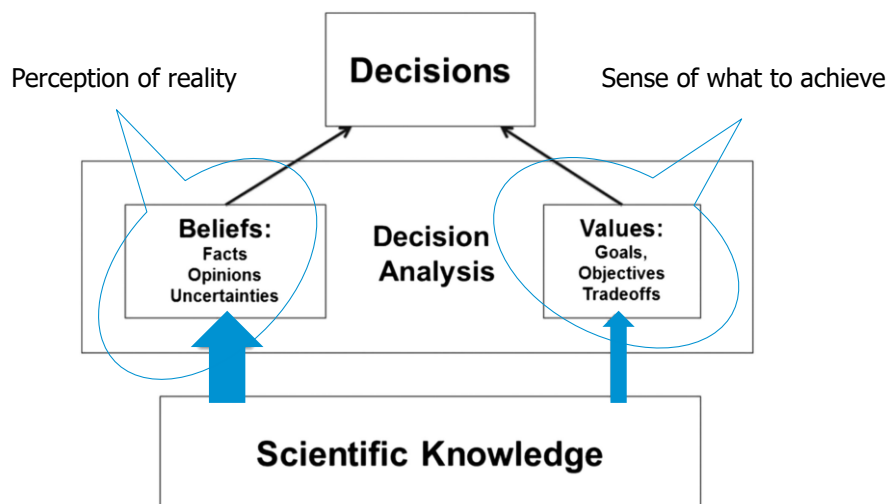 Decisions
Perception of reality
Sense of what to achieve
Beliefs:
Facts
Opinions
Uncertainties
Decision
Analysis
Values:
Goals,
Objectives
Tradeoffs
Scientific Knowledge